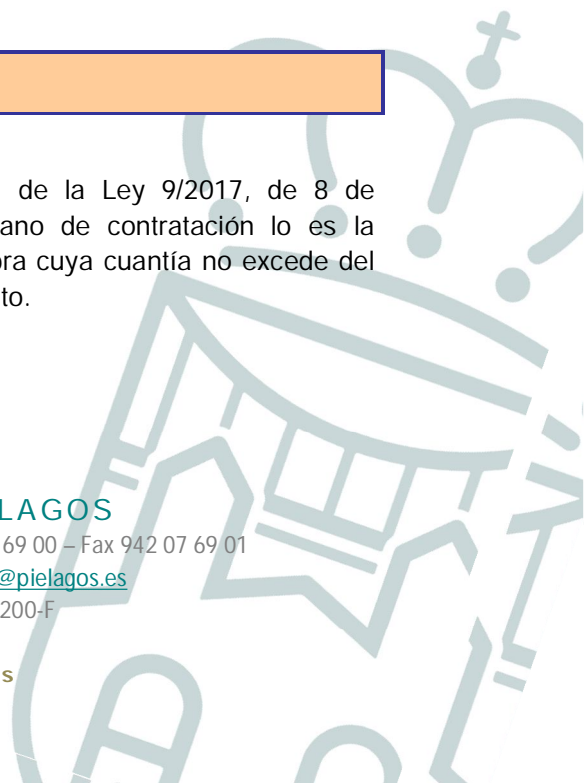 de la Ley 9/2017, de 8 de
ano de contratación lo es la
ra cuya cuantía no excede del
to.
LAGOS
69 00 – Fax 942 07 69 01
@pielagos.es
200-F
s